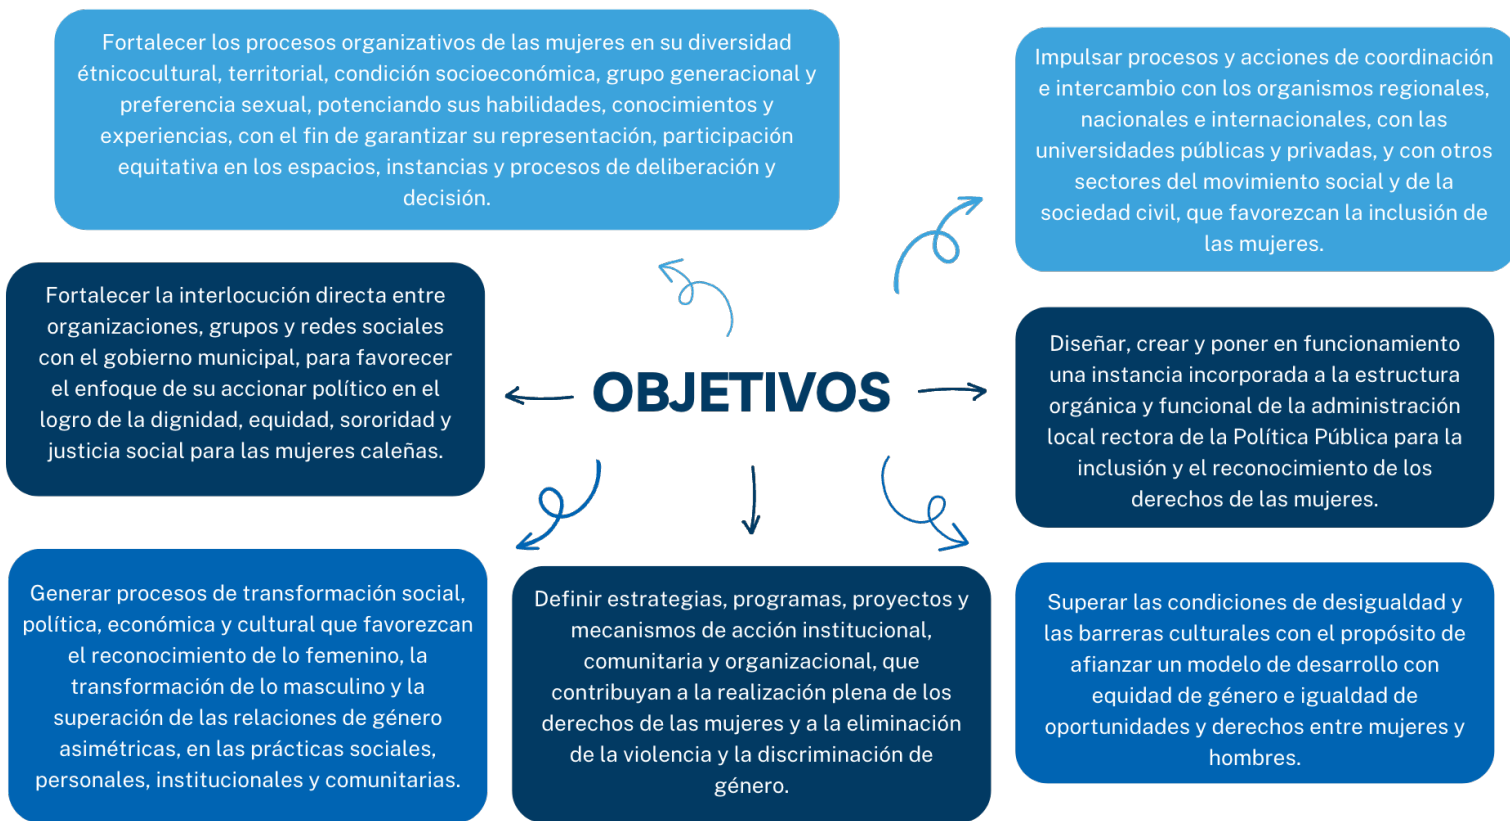 Fortalecer los procesos organizativos de las mujeres en su diversidad
étnicocultural, territorial, condición socioeconómica, grupo generacional y
preferencia sexual, potenciando sus habilidades, conocimientos y
experiencias, con el fin de garantizar su representación, participación
equitativa en los espacios, instancias y procesos de deliberación y
decisión.
Impulsar procesos y acciones de coordinación
e intercambio con los organismos regionales,
nacionales e internacionales, con las
universidades públicas y privadas, y con otros
sectores del movimiento social y de la
sociedad civil, que favorezcan la inclusión de
las mujeres.
Fortalecer la interlocución directa entre
organizaciones, grupos y redes sociales
con el gobierno municipal, para favorecer
el enfoque de su accionar político en el
logro de la dignidad, equidad, sororidad y
justicia social para las mujeres caleñas.
OBJETIVOS
Diseñar, crear y poner en funcionamiento
una instancia incorporada a la estructura
orgánica y funcional de la administración
local rectora de la Política Pública para la
inclusión y el reconocimiento de los
derechos de las mujeres.
Generar procesos de transformación social,
política, económica y cultural que favorezcan
el reconocimiento de lo femenino, la
transformación de lo masculino y la
superación de las relaciones de género
asimétricas, en las prácticas sociales,
personales, institucionales y comunitarias.
Definir estrategias, programas, proyectos y
mecanismos de acción institucional,
comunitaria y organizacional, que
contribuyan a la realización plena de los
derechos de las mujeres y a la eliminación
de la violencia y la discriminación de
género.
Superar las condiciones de desigualdad y
las barreras culturales con el propósito de
afianzar un modelo de desarrollo con
equidad de género e igualdad de
oportunidades y derechos entre mujeres y
hombres.